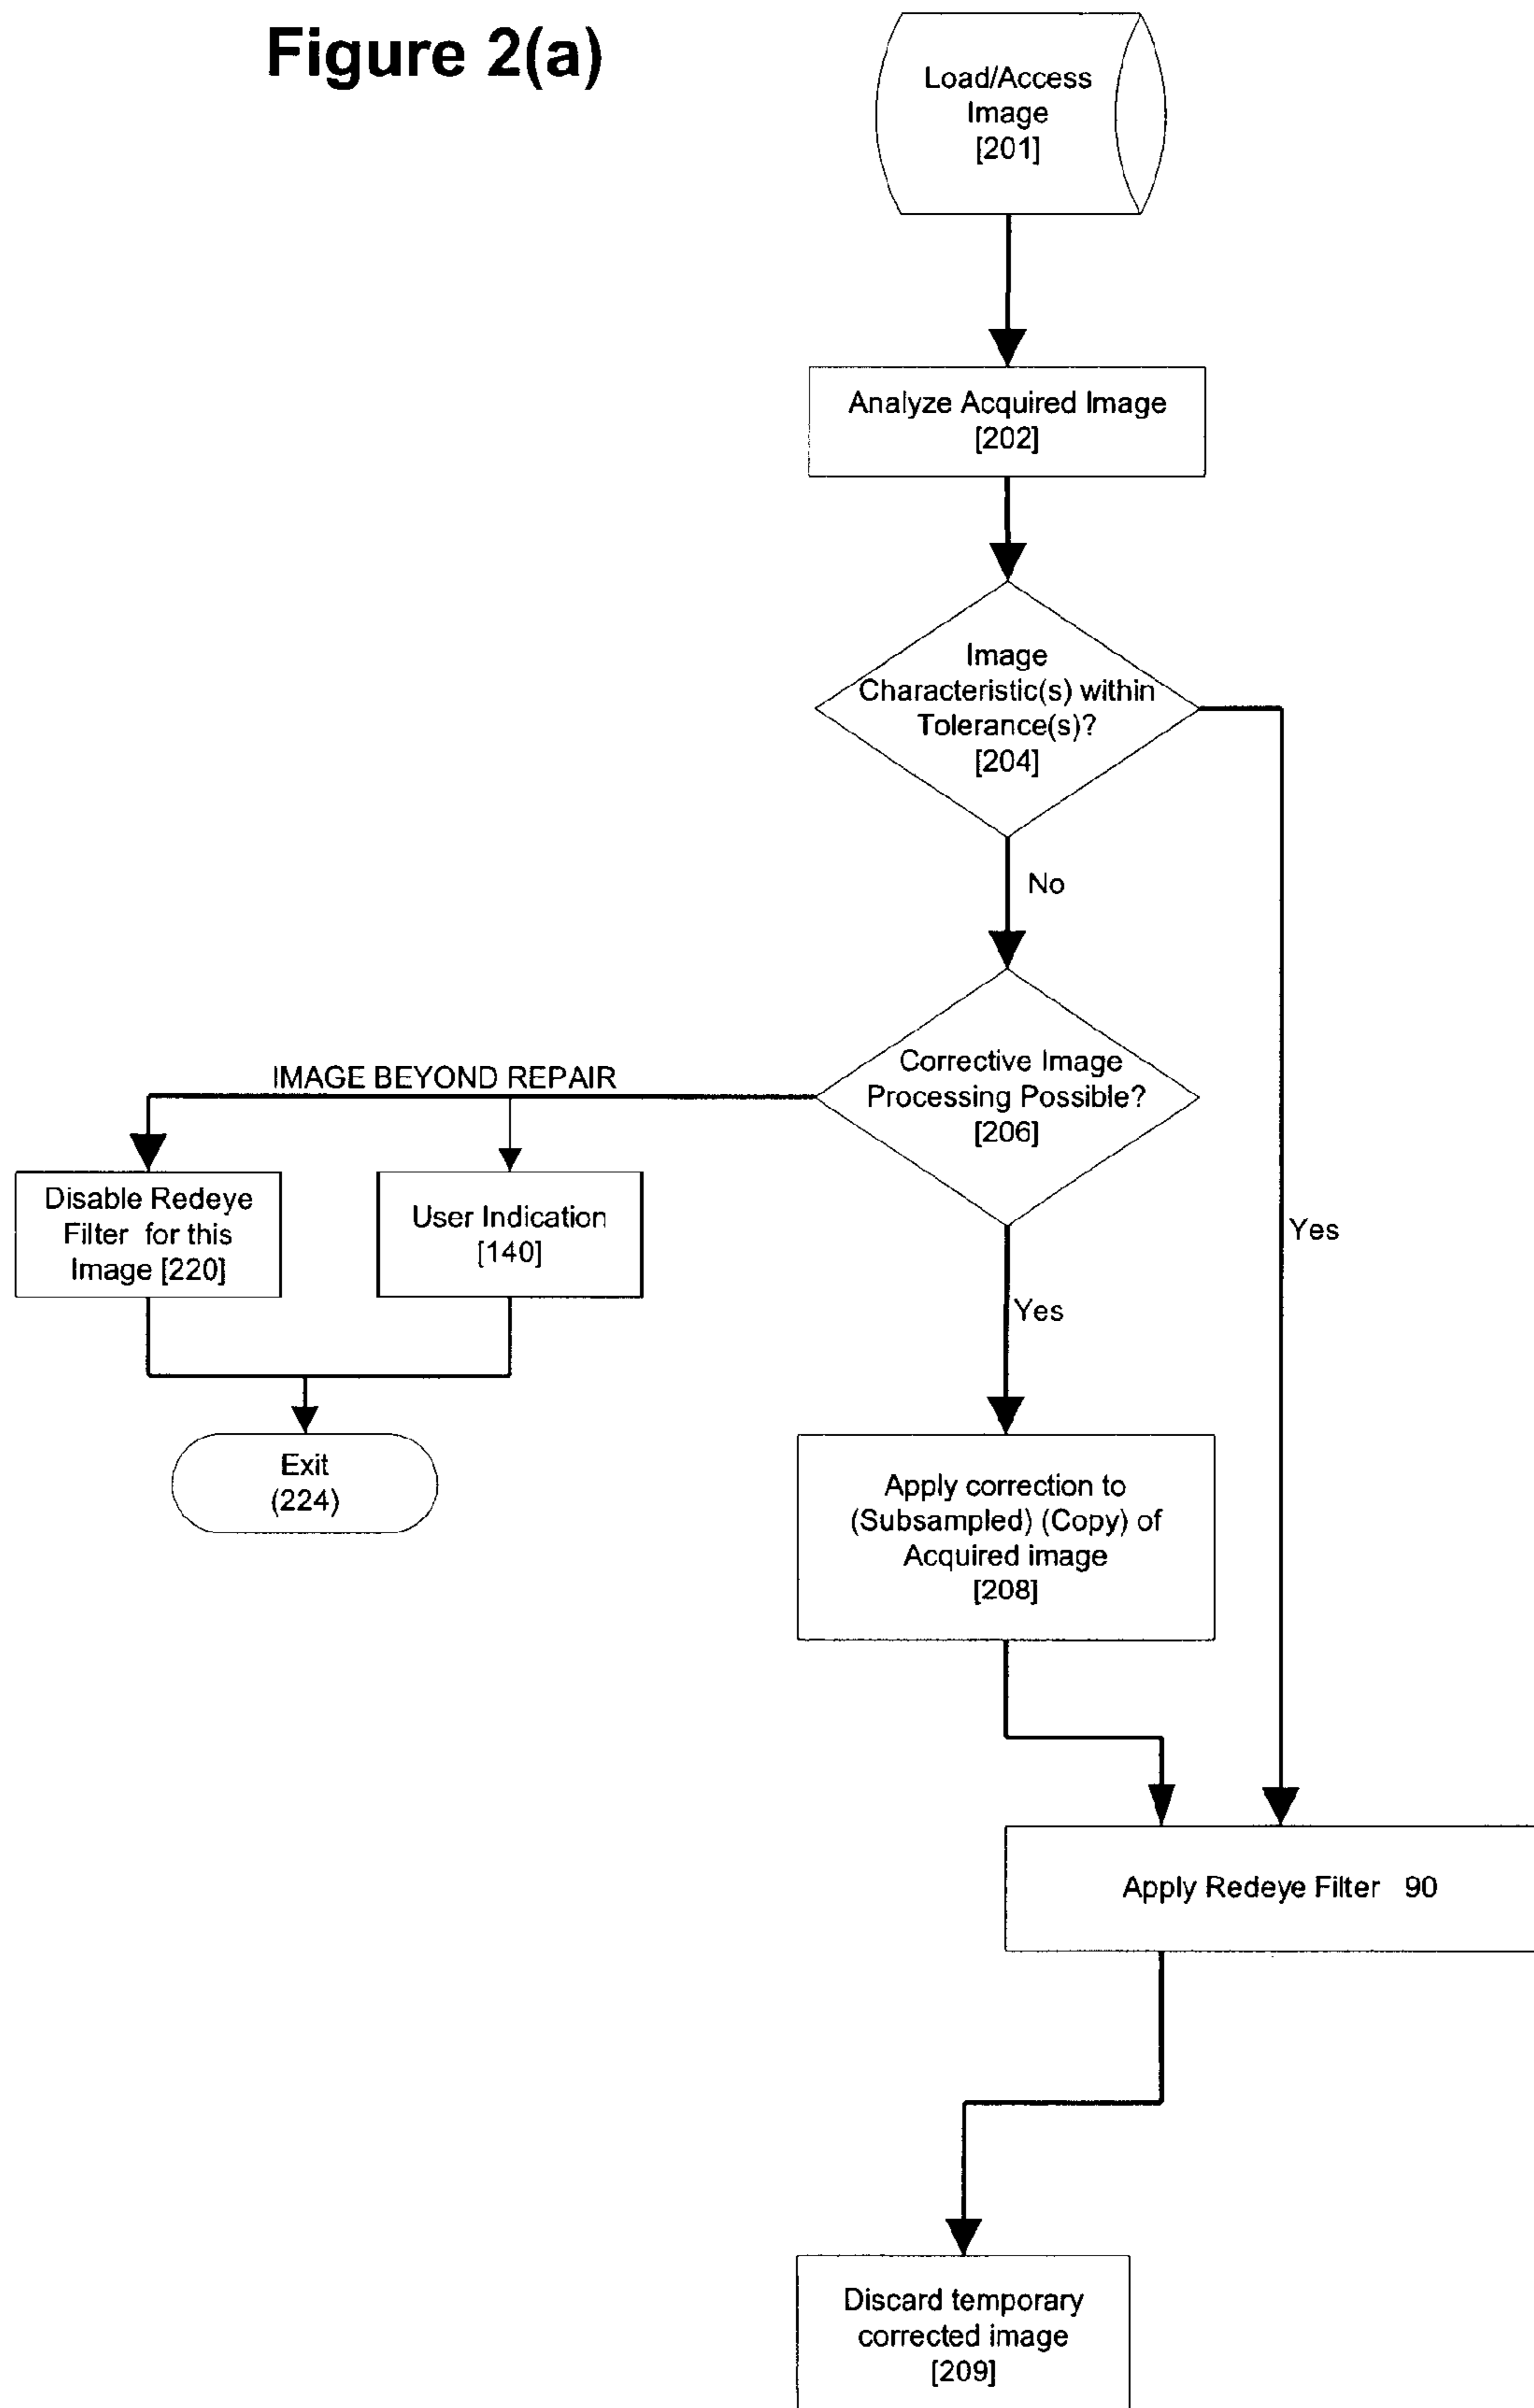 Figure 2(a)
Load/Access
Image
[201]
Analyze Acquired Image
[202]
Image
Characteristic(s) within
Tolerance(s)?
[204]
No
Yes
Corrective Image
Processing Possible?
[206]
IMAGE BEYOND REPAIR
Disable Redeye
Filter for this
Image [220]
User Indication
[140]
Yes
Exit
(224)
Apply correction to
(Subsampled) (Copy) of
Acquired image
[208]
Apply Redeye Filter 90
Discard temporary
corrected image
[209]